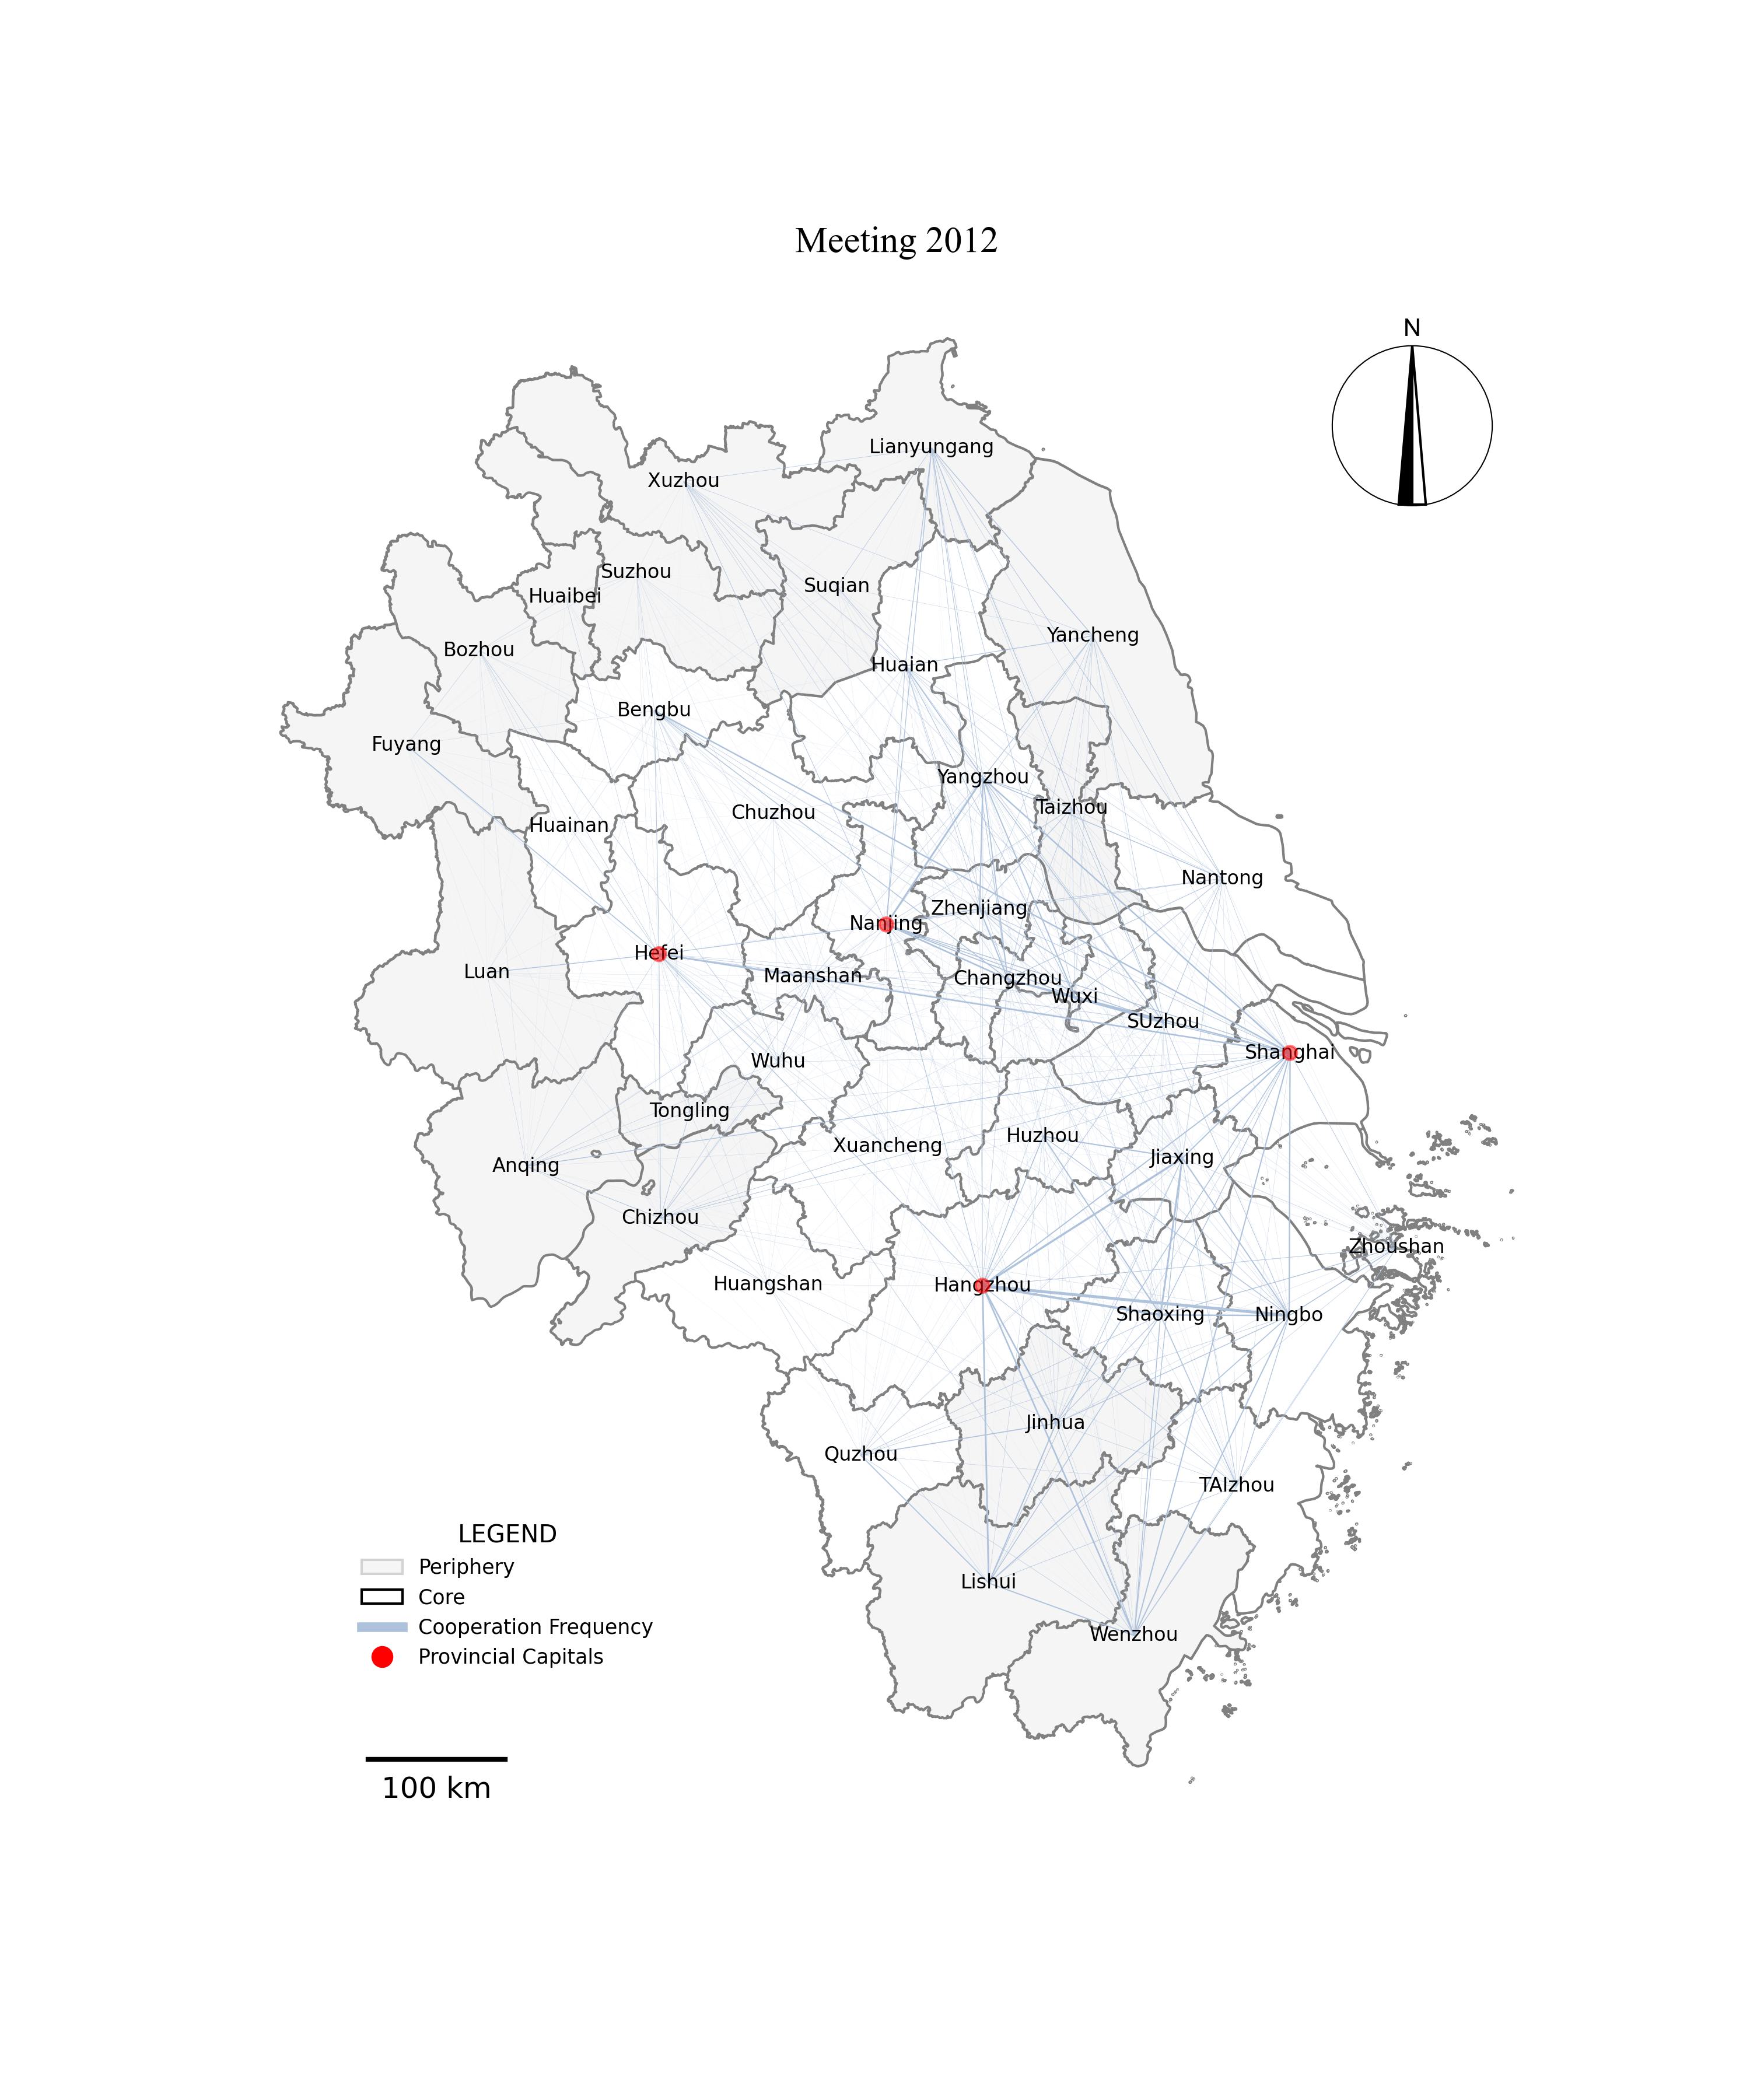 Meeting 2012
N
Lianyungang
Xuzhou
Suzhou
Suqian
Huaibei
Yancheng
Bozhou
Huaian
Bengbu
Fuyang
Yangzhou
Taizhou
Chuzhou
Huainan
Nantong
Zhenjiang
Nanjing
Hefei
Luan
Maanshan
Changzhou
Wuxi
SUzhou
Shanghai
Wuhu
Tongling
Huzhou
Xuancheng
Jiaxing
Anqing
Chizhou
Zhoushan
Huangshan
Hangzhou
Shaoxing
Ningbo
Jinhua
Quzhou
TAIzhou
Lishui
Wenzhou
LEGEND
Periphery
Core
Cooperation Frequency
Provincial Capitals
100 km